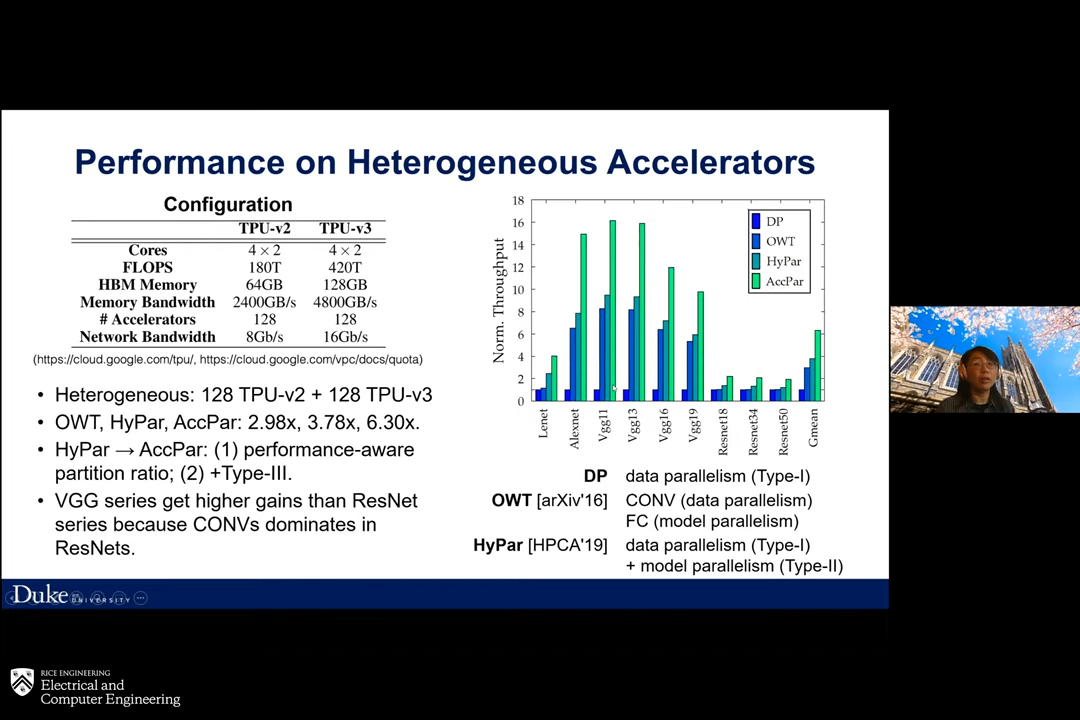 Performance on Heterogeneous Accelerators
Configuration
TPU-v2 TPU-v3
Cores 4 × 2 4 × 2
FLOPS 180T 420T
HBM Memory 64GB 128GB
Memory Bandwidth 2400GB/s 4800GB/s
# Accelerators 128 128
Network Bandwidth 8Gb/s 16Gb/s
(https://cloud.google.com/tpu/, https://cloud.google.com/vpc/docs/quota)
• Heterogeneous: 128 TPU-v2 + 128 TPU-v3
• OWT, HyPar, AccPar: 2.98x, 3.78x, 6.30x.
• HyPar → AccPar: (1) performance-aware
partition ratio; (2) +Type-III.
• VGG series get higher gains than ResNet
series because CONVs dominates in
ResNets.
Norm. Throughput
18
16
14
12
10
8
6
4
2
0
DP
OWT
HyPar
AccPar
Lenet
Alexnet
Vgg11
Vgg13
Vgg16
Vgg19
Resnet18
Resnet34
Resnet50
Gmean
DP data parallelism (Type-I)
OWT [arXiv'16] CONV (data parallelism)
FC (model parallelism)
HyPar [HPCA'19] data parallelism (Type-I)
+ model parallelism (Type-II)
Duke UNIVERSITY
RICE ENGINEERING
Electrical and
Computer Engineering